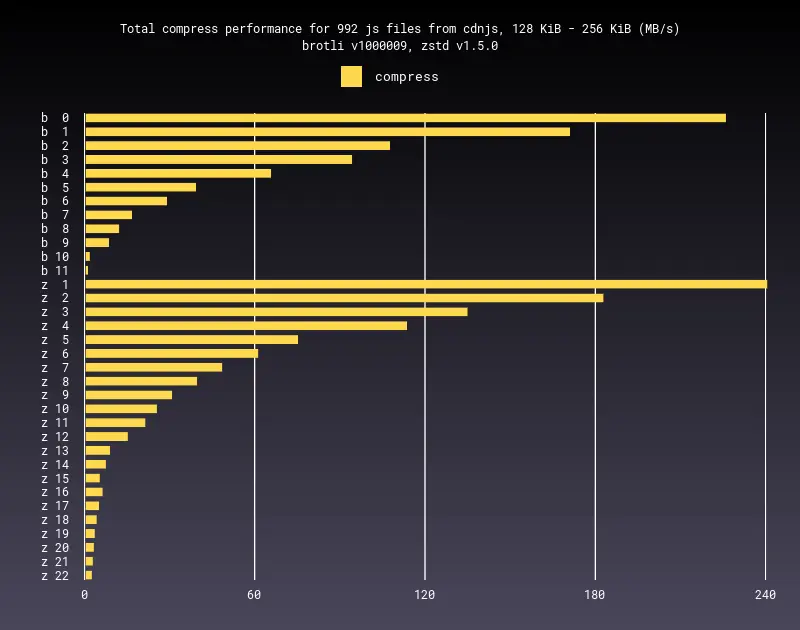 Total compress performance for 992 js files from cdnjs, 128 KiB - 256 KiB (MB/s)
brotli v1000009, zstd v1.5.0
compress
b 0
b 1
b 2
b 3
b 4
b 5
b 6
b 7
b 8
b 9
b 10
b 11
z 1
z 2
z 3
z 4
z 5
z 6
z 7
z 8
z 9
z 10
z 11
z 12
z 13
z 14
z 15
z 16
z 17
z 18
z 19
z 20
z 21
z 22
0 60 120 180 240